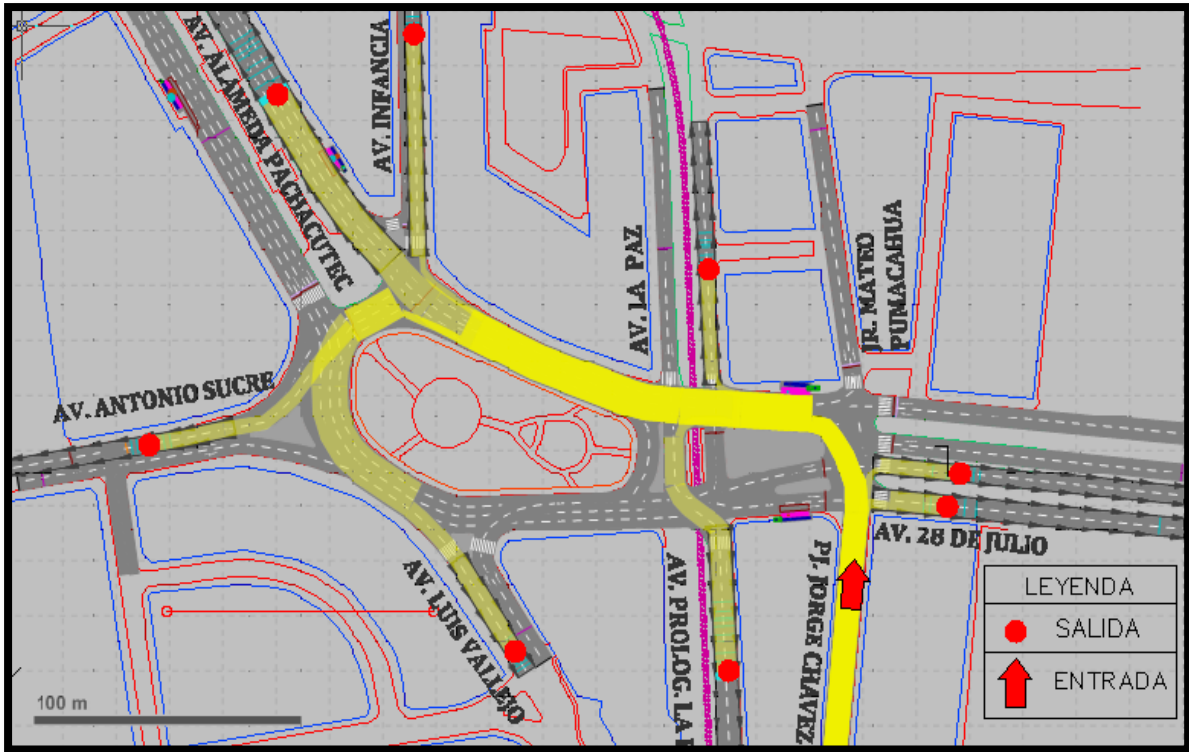 AV. ALAMEDA PACHACUTEC
AV. INFANCIA
AV. LA PAZ
JR. MATEO
PUMACAHUA
AV. ANTONIO SUCRE
AV. 28 DE JULIO
AV. LUIS VALLEJO
AV. PROLOG. LA
PJ. JORGE CHAVEZ
LEYENDA
SALIDA
ENTRADA
100 m